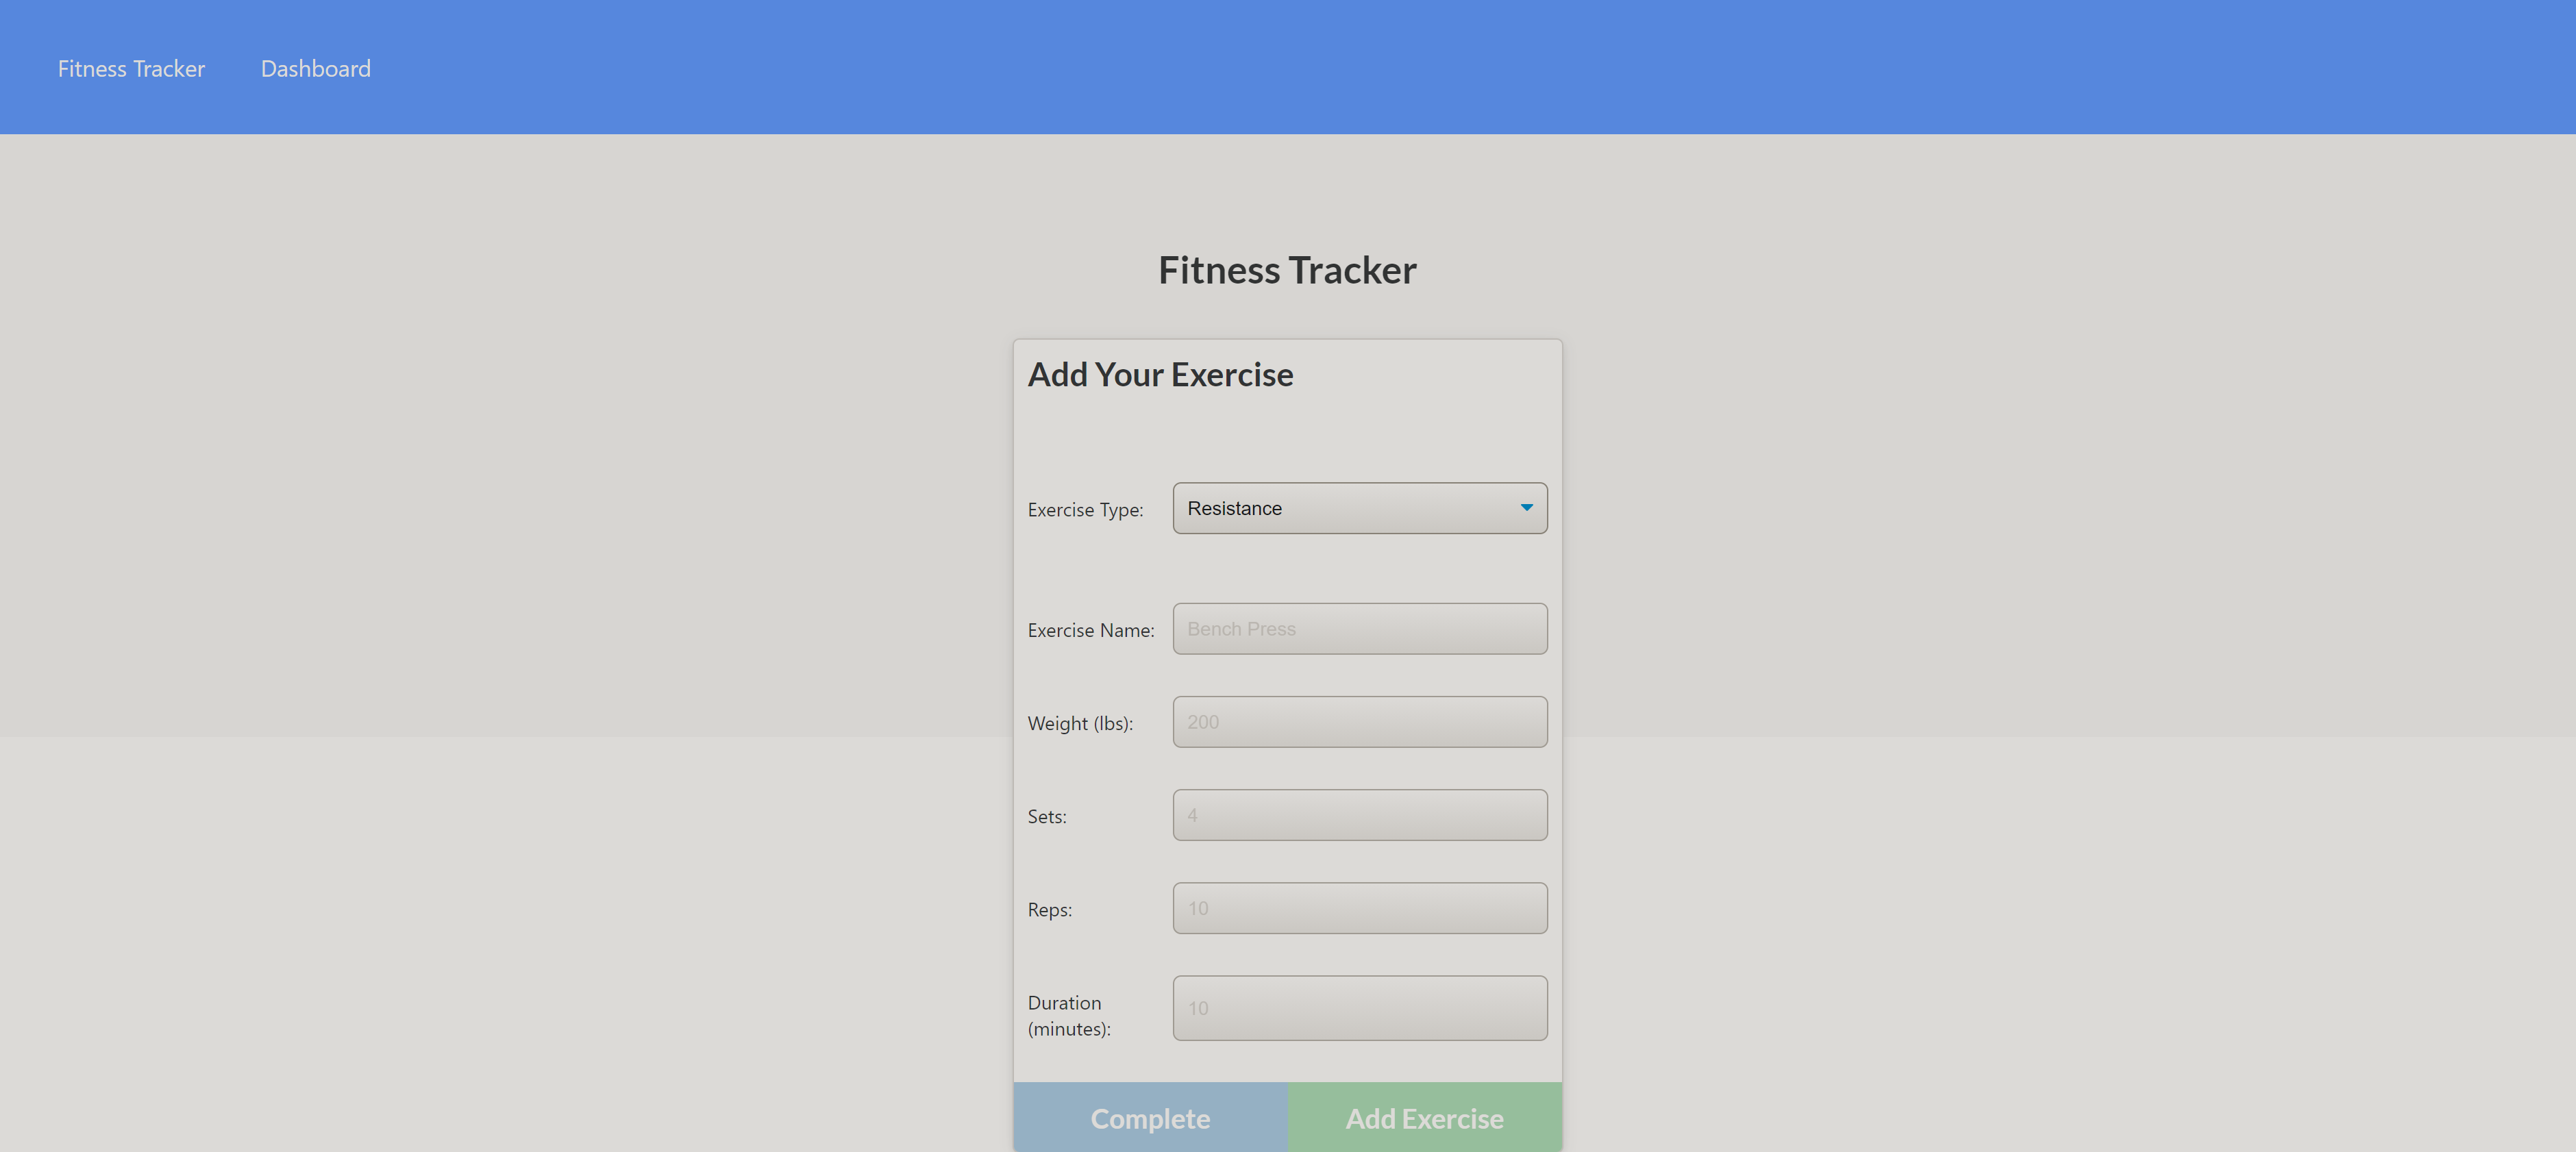 Fitness Tracker
Dashboard
Fitness Tracker
Add Your Exercise
Exercise Type:
Resistance
Exercise Name:
Bench Press
Weight (lbs):
200
Sets:
4
Reps:
10
Duration
(minutes):
10
Complete
Add Exercise